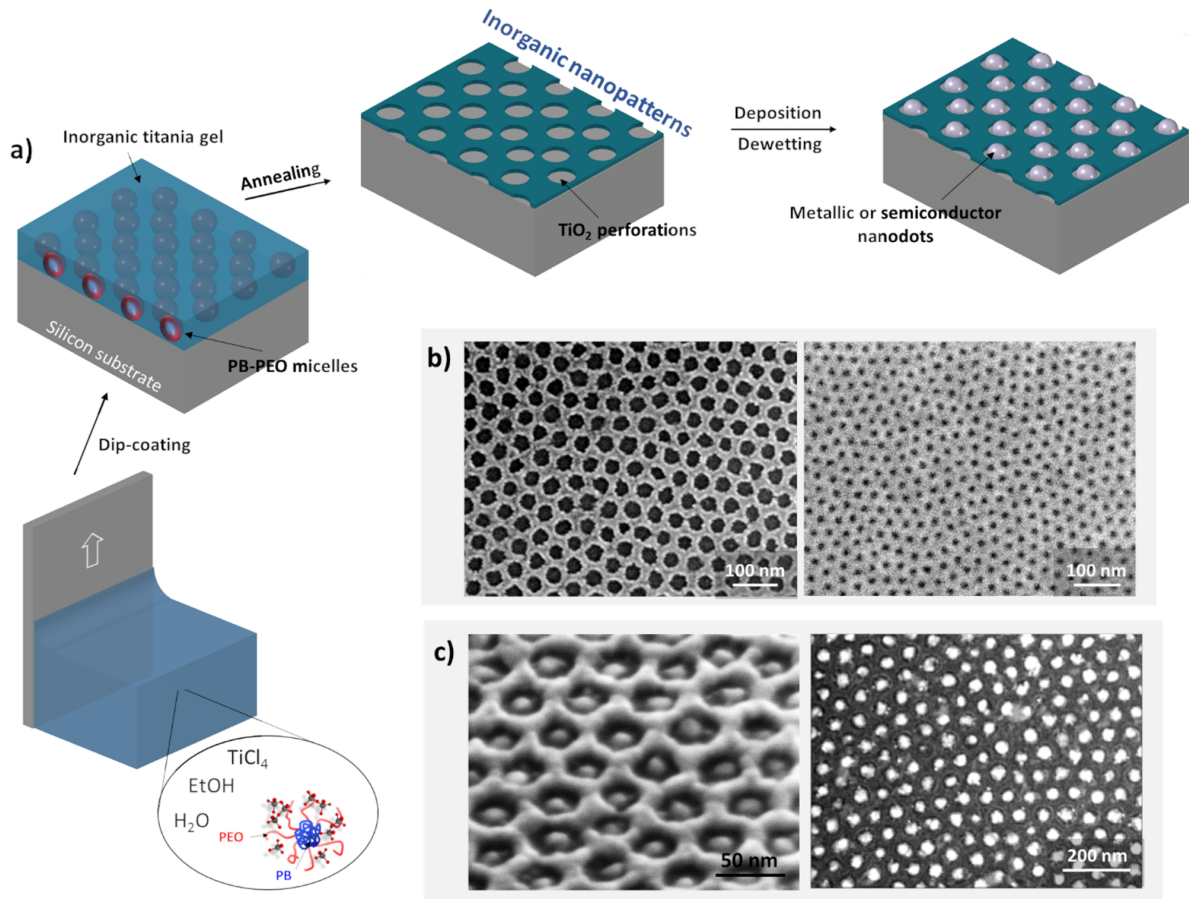 a)
Inorganic titania gel
Annealing
Inorganic nanopatterns
TiO₂ perforations
Deposition
Dewetting
Metallic or semiconductor
nanodots
Silicon substrate
PB-PEO micelles
Dip-coating
TiCl₄
EtOH
H₂O
PEO
PB
b)
100 nm
100 nm
c)
50 nm
200 nm